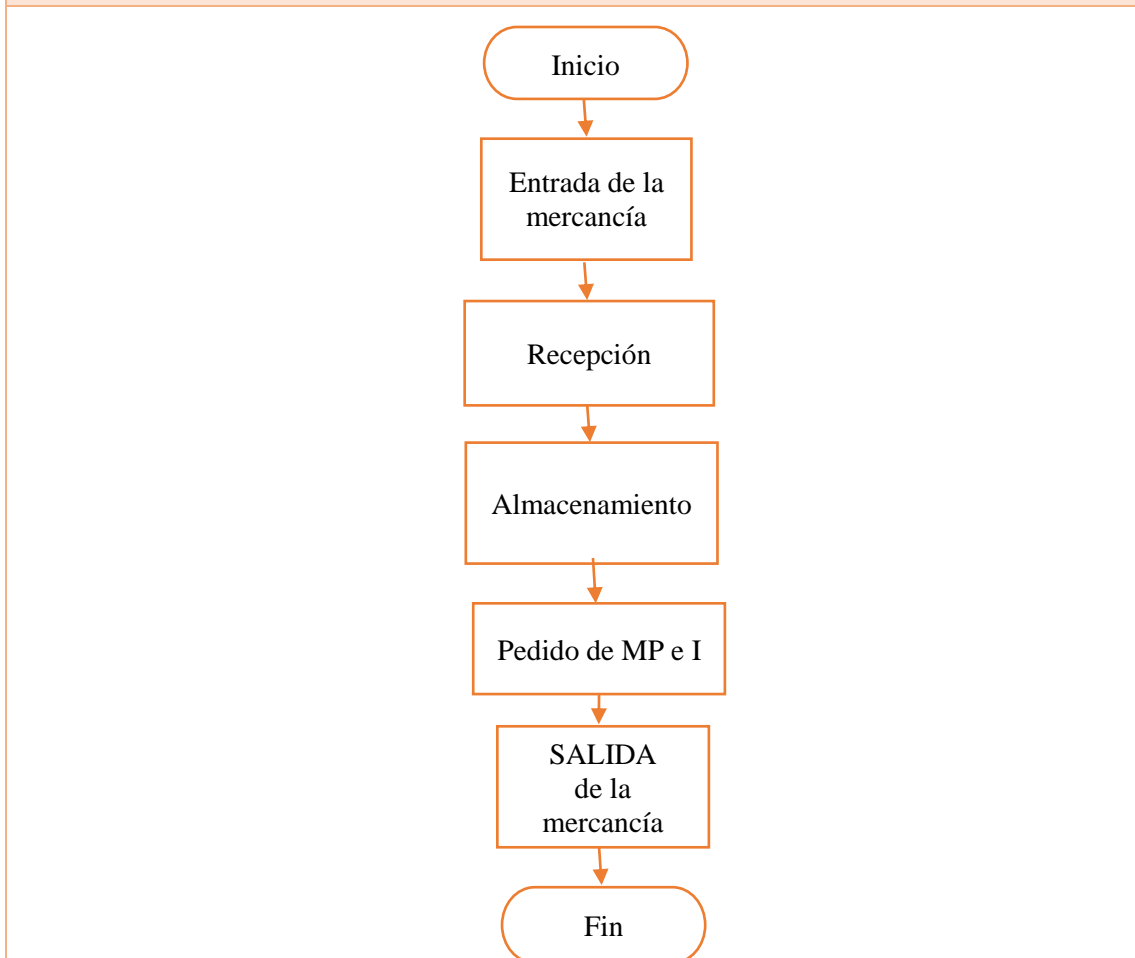 Inicio
Entrada de la
mercancía
Recepción
Almacenamiento
Pedido de MP e I
SALIDA
de la
mercancía
Fin